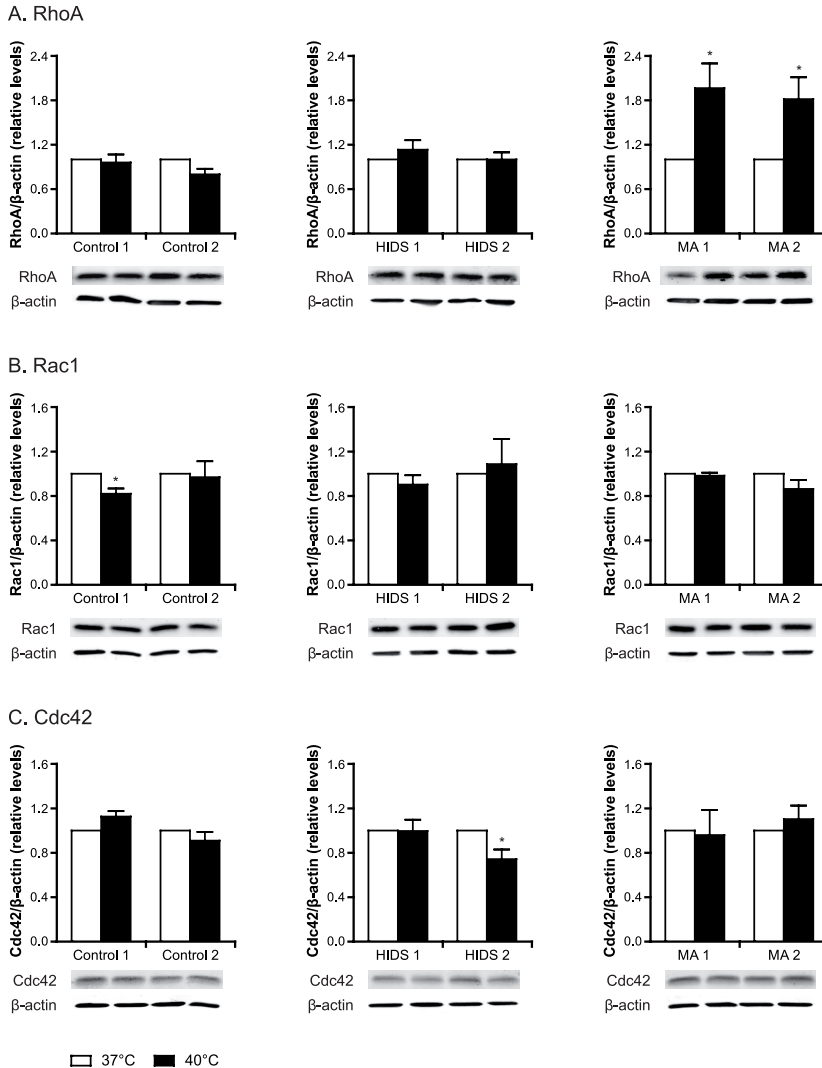 A. RhoA
RhoA/β-actin (relative levels)
2.4
1.8
1.2
0.6
0.0
Control 1 Control 2
RhoA
β-actin
RhoA/β-actin (relative levels)
2.4
1.8
1.2
0.6
0.0
HIDS 1 HIDS 2
RhoA
β-actin
RhoA/β-actin (relative levels)
2.4
1.8
1.2
0.6
0.0
* *
MA 1 MA 2
RhoA
β-actin
B. Rac1
Rac1/β-actin (relative levels)
1.6
1.2
0.8
0.4
0.0
*
Control 1 Control 2
Rac1
β-actin
Rac1/β-actin (relative levels)
1.6
1.2
0.8
0.4
0.0
HIDS 1 HIDS 2
Rac1
β-actin
Rac1/β-actin (relative levels)
1.6
1.2
0.8
0.4
0.0
MA 1 MA 2
Rac1
β-actin
C. Cdc42
Cdc42/β-actin (relative levels)
1.6
1.2
0.8
0.4
0.0
Control 1 Control 2
Cdc42
β-actin
Cdc42/β-actin (relative levels)
1.6
1.2
0.8
0.4
0.0
*
HIDS 1 HIDS 2
Cdc42
β-actin
Cdc42/β-actin (relative levels)
1.6
1.2
0.8
0.4
0.0
MA 1 MA 2
Cdc42
β-actin
37°C 40°C